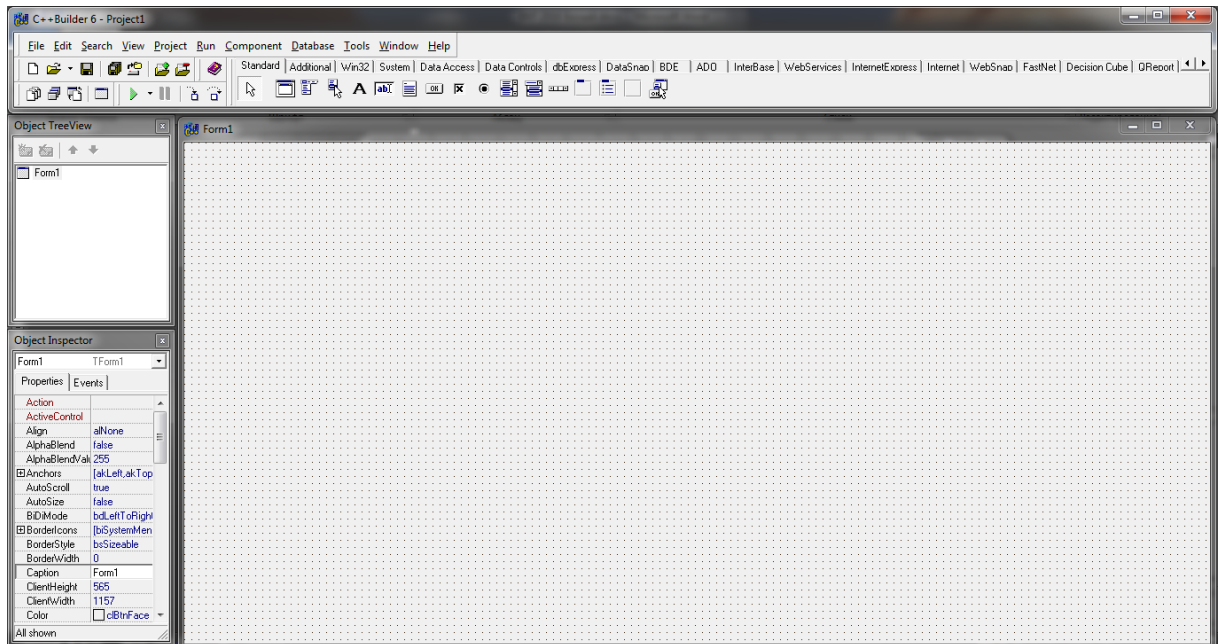 C++Builder 6 - Project1
File Edit Search View Project Run Component Database Tools Window Help
Standard Additional Win32 System Data Access Data Controls dbExpress DataSnap BDE ADO InterBase WebServices InternetExpress Internet WebSnap FastNet Decision Cube QReport
A ab OK
Object TreeView
Form1
Form1
Object Inspector
Form1 TForm1
Properties Events
Action
ActiveControl
Align alNone
AlphaBlend false
AlphaBlendVal 255
Anchors [akLeft,akTop
AutoScroll true
AutoSize false
BiDiMode bdLeftToRigh
BorderIcons [biSystemMen
BorderStyle bsSizeable
BorderWidth 0
Caption Form1
ClientHeight 565
ClientWidth 1157
Color clBtnFace
All shown